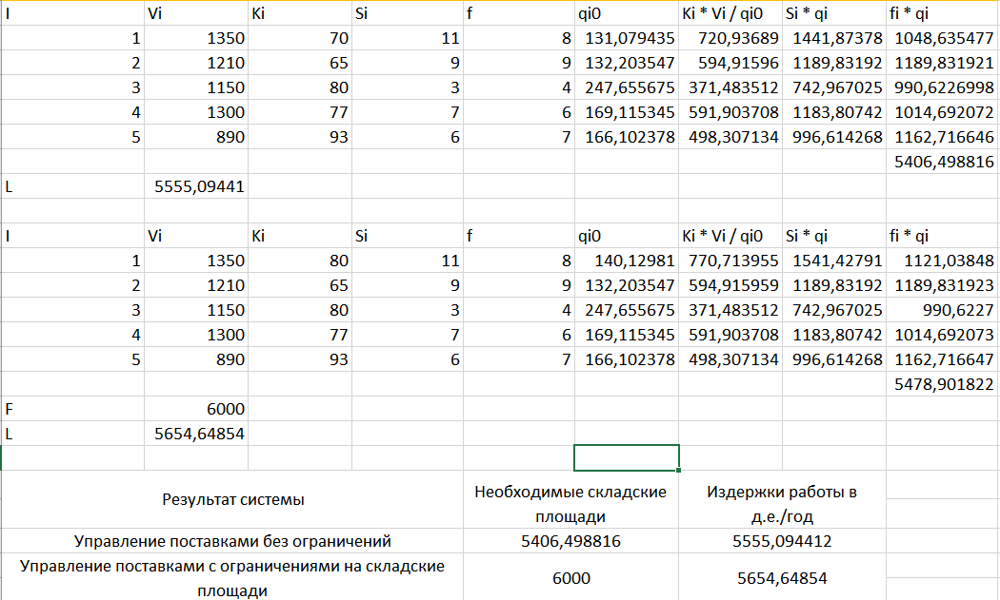 I Vi Ki Si f qi0 Ki * Vi / qi0 Si * qi fi * qi
1 1350 70 11 8 131,079435 720,93689 1441,87378 1048,635477
2 1210 65 9 9 132,203547 594,91596 1189,83192 1189,831921
3 1150 80 3 4 247,655675 371,483512 742,967025 990,6226998
4 1300 77 7 6 169,115345 591,903708 1183,80742 1014,692072
5 890 93 6 7 166,102378 498,307134 996,614268 1162,716646
5406,498816
L 5555,09441
I Vi Ki Si f qi0 Ki * Vi / qi0 Si * qi fi * qi
1 1350 80 11 8 140,12981 770,713955 1541,42791 1121,03848
2 1210 65 9 9 132,203547 594,915959 1189,83192 1189,831923
3 1150 80 3 4 247,655675 371,483512 742,967025 990,6227
4 1300 77 7 6 169,115345 591,903708 1183,80742 1014,692073
5 890 93 6 7 166,102378 498,307134 996,614268 1162,716647
5478,901822
F 6000
L 5654,64854
Результат системы
Необходимые складские
площади
Издержки работы в
д.е./год
Управление поставками без ограничений 5406,498816 5555,094412
Управление поставками с ограничениями на складские
площади
6000 5654,64854